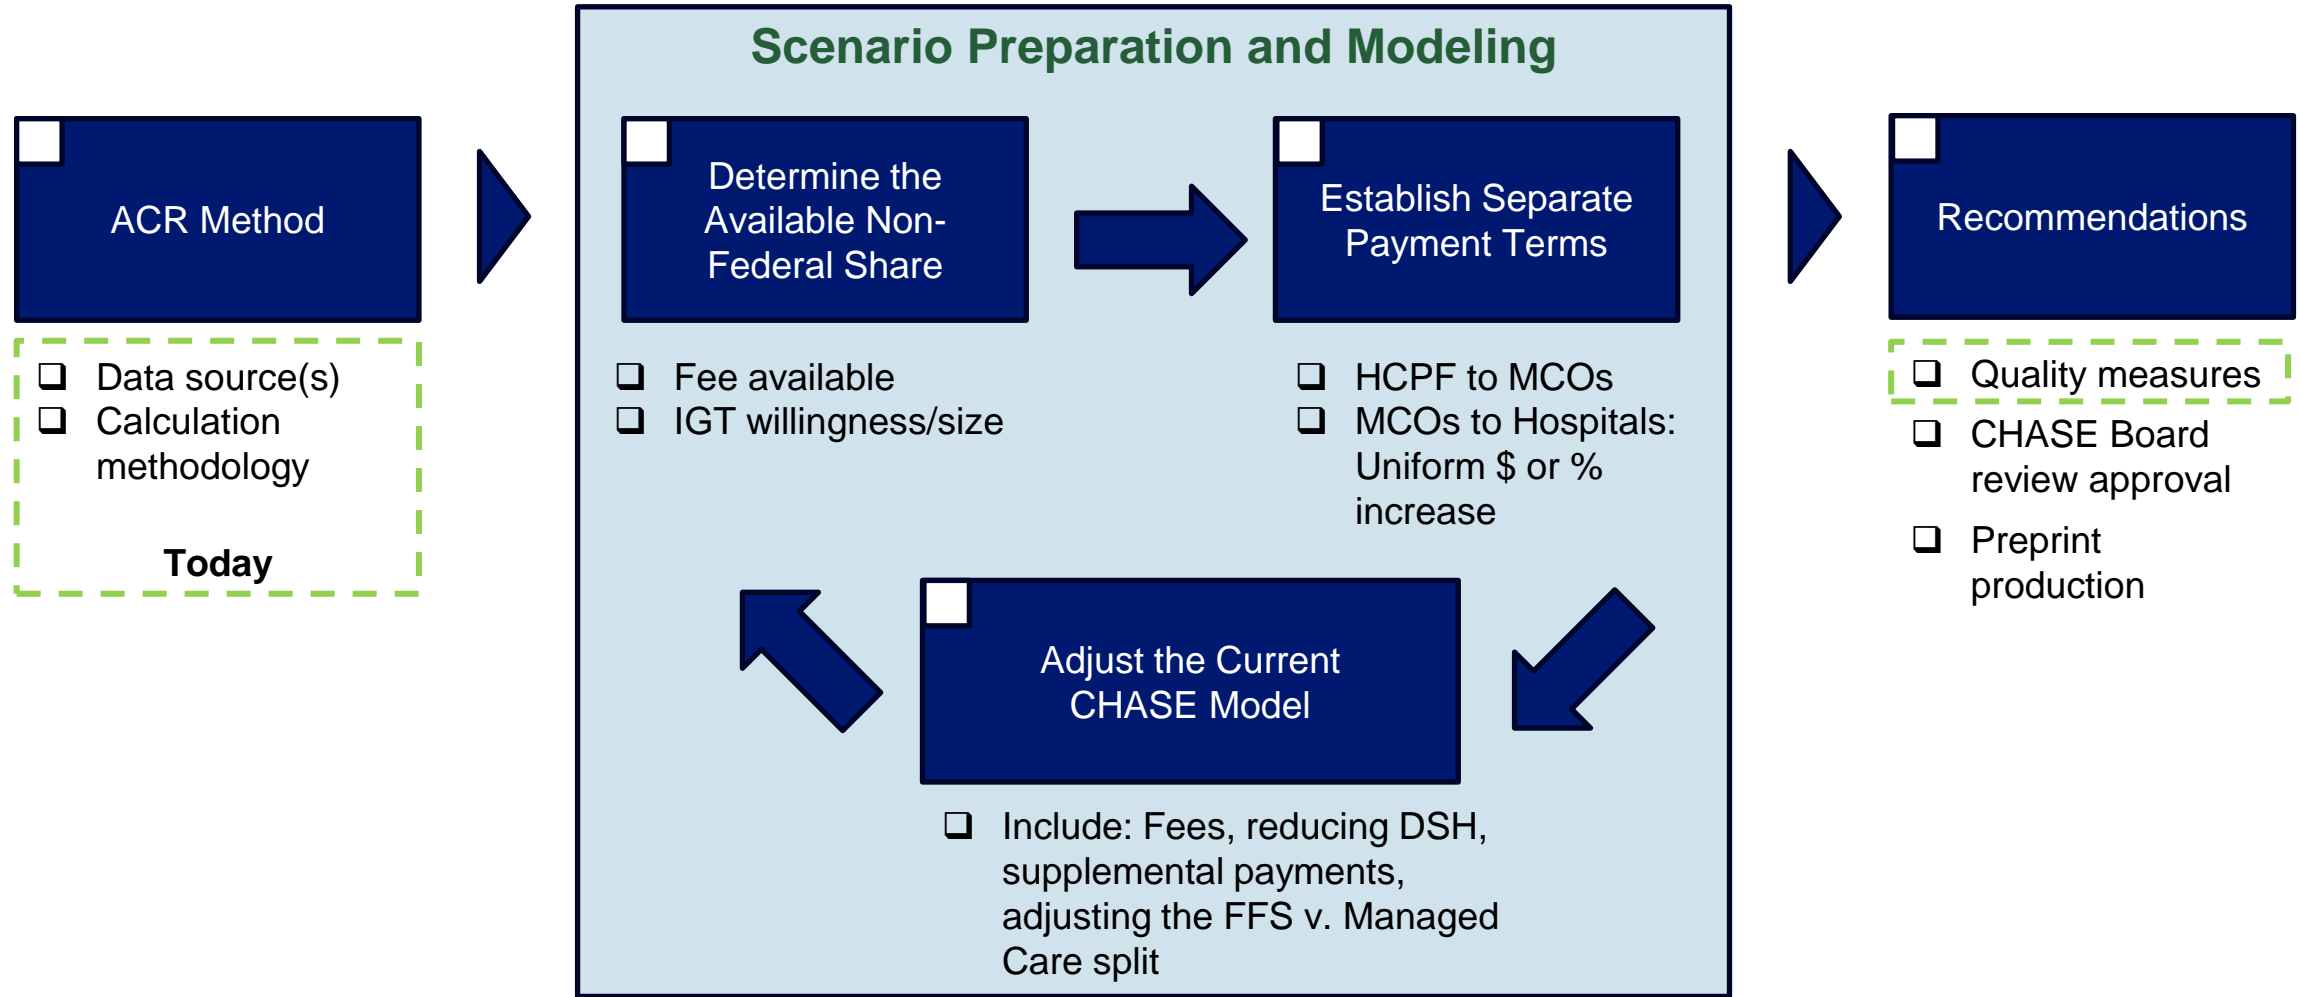 Scenario Preparation and Modeling
ACR Method
❑ Data source(s)
❑ Calculation
methodology
Today
Determine the
Available Non-
Federal Share
❑ Fee available
❑ IGT willingness/size
Establish Separate
Payment Terms
❑ HCPF to MCOs
❑ MCOs to Hospitals:
Uniform $ or %
increase
Adjust the Current
CHASE Model
❑ Include: Fees, reducing DSH,
supplemental payments,
adjusting the FFS v. Managed
Care split
Recommendations
❑ Quality measures
❑ CHASE Board
review approval
❑ Preprint
production